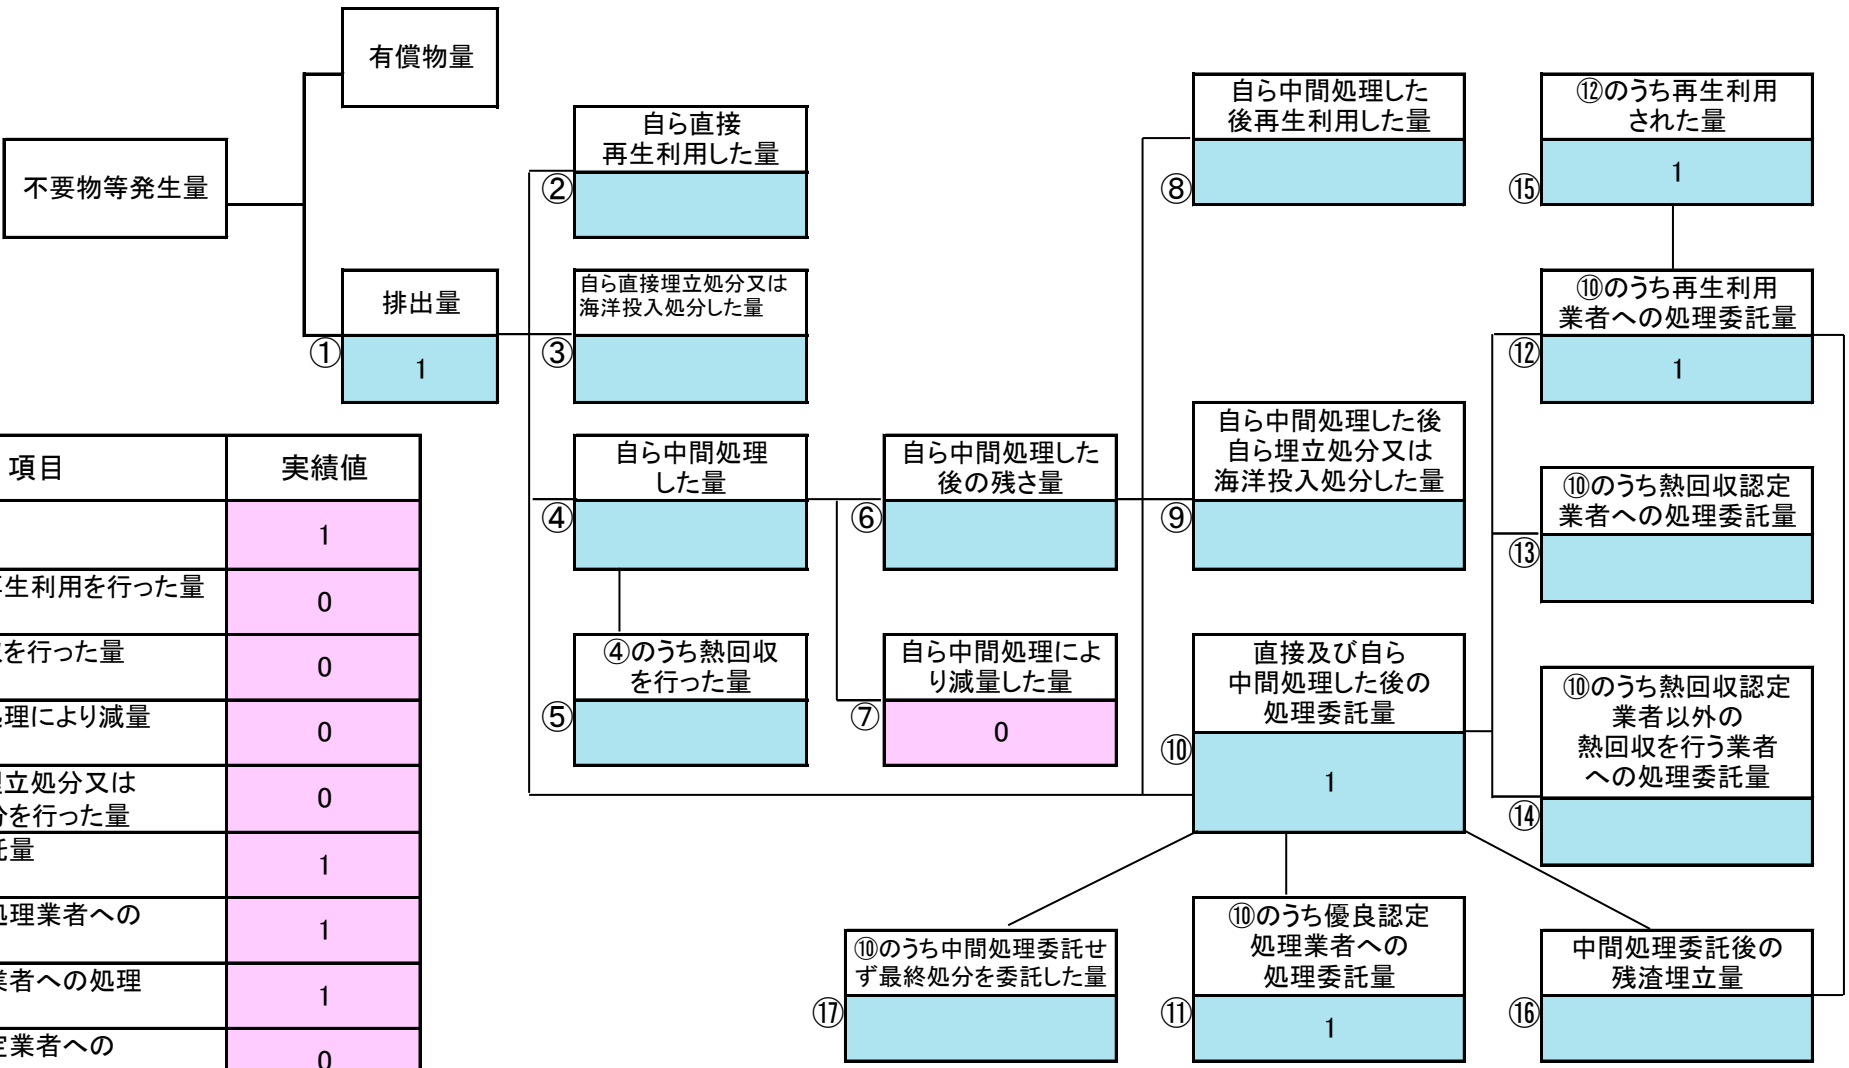 有償物量
不要物等発生量
排出量
①
1
自ら直接
再生利用した量
②
自ら直接埋立処分又は
海洋投入処分した量
③
自ら中間処理
した量
④
④のうち熱回収
を行った量
⑤
自ら中間処理した
後の残さ量
⑥
自ら中間処理によ
り減量した量
⑦
0
自ら中間処理した
後再生利用した量
⑧
自ら中間処理した後
自ら埋立処分又は
海洋投入処分した量
⑨
直接及び自ら
中間処理した後の
処理委託量
⑩
1
⑫のうち再生利用
された量
⑮
1
⑩のうち再生利用
業者への処理委託量
⑫
1
⑩のうち熱回収認定
業者への処理委託量
⑬
⑩のうち熱回収認定
業者以外の
熱回収を行う業者
への処理委託量
⑭
⑩のうち中間処理委託せ
ず最終処分を委託した量
⑰
⑩のうち優良認定
処理業者への
処理委託量
⑪
1
中間処理委託後の
残渣埋立量
⑯
項目 実績値
1
生利用を行った量
0
を行った量
0
理により減量
0
立処分又は
を行った量
0
量
1
理業者への
1
者への処理
1
業者への
0